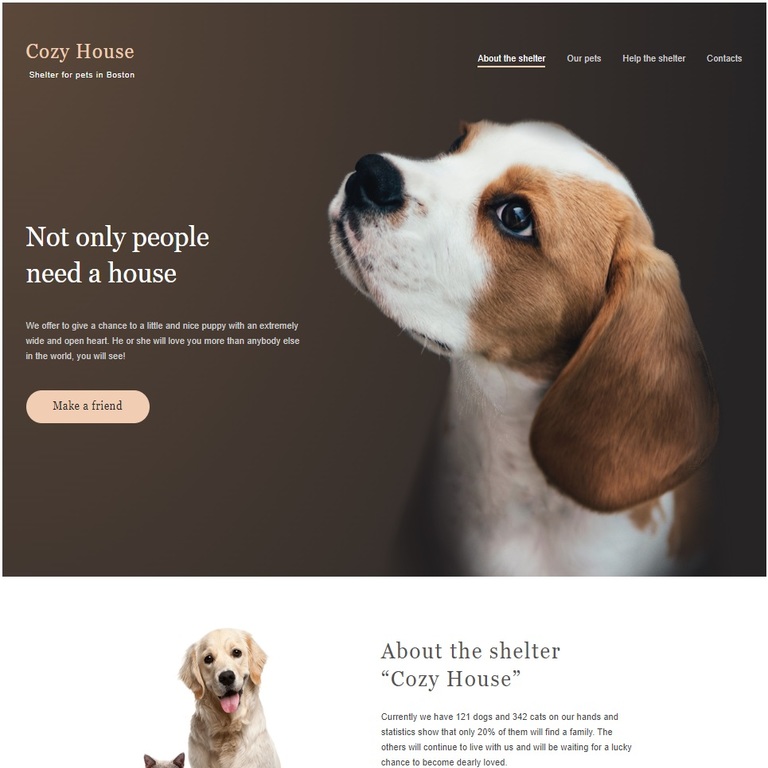 Cozy House
Shelter for pets in Boston
About the shelter
Our pets
Help the shelter
Contacts
Not only people
need a house
We offer to give a chance to a little and nice puppy with an extremely
wide and open heart. He or she will love you more than anybody else
in the world, you will see!
Make a friend
About the shelter
“Cozy House”
Currently we have 121 dogs and 342 cats on our hands and
statistics show that only 20% of them will find a family. The
others will continue to live with us and will be waiting for a lucky
chance to become dearly loved.